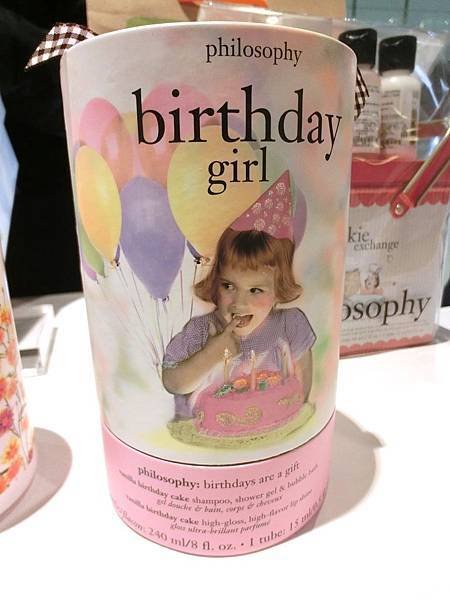 philosophy
birthday
girl
philosophy: birthdays are a gift
vanilla birthday cake shampoo, shower gel & bubble bath
gel douche & bain, corps & cheveux
vanilla birthday cake high-gloss, high-flavor lip shine
gloss ultra-brillant parfumé
240 ml/8 fl. oz. • 1 tube: 15 ml
kie
exchange
osophy